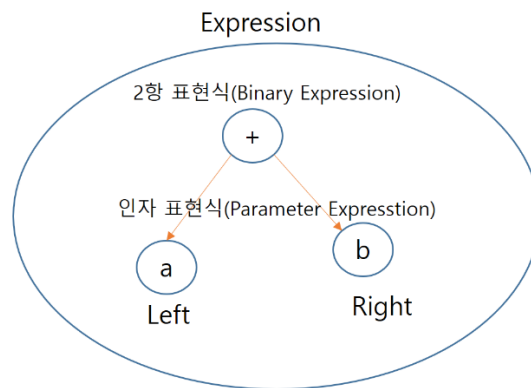 Expression
2항 표현식(Binary Expression)
+
인자 표현식(Parameter Expresstion)
a
b
Left
Right